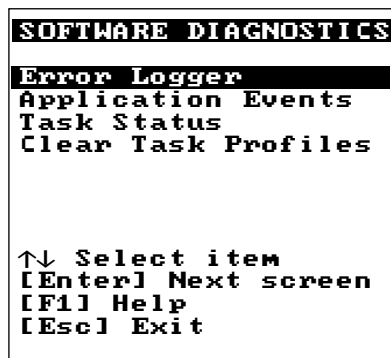 SOFTWARE DIAGNOSTICS
Error Logger
Application Events
Task Status
Clear Task Profiles
↑↓ Select item
[Enter] Next screen
[F1] Help
[Esc] Exit